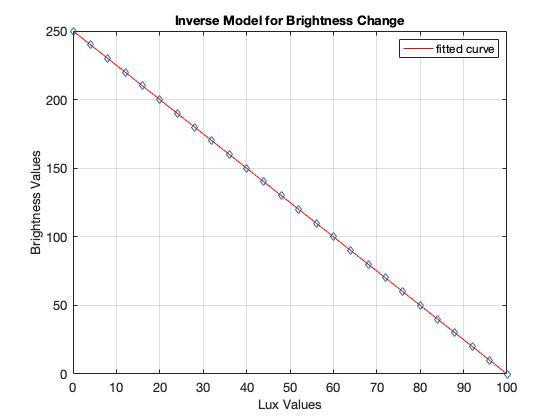 Inverse Model for Brightness Change
fitted curve
250
200
150
100
50
0
Brightness Values
0 10 20 30 40 50 60 70 80 90 100
Lux Values